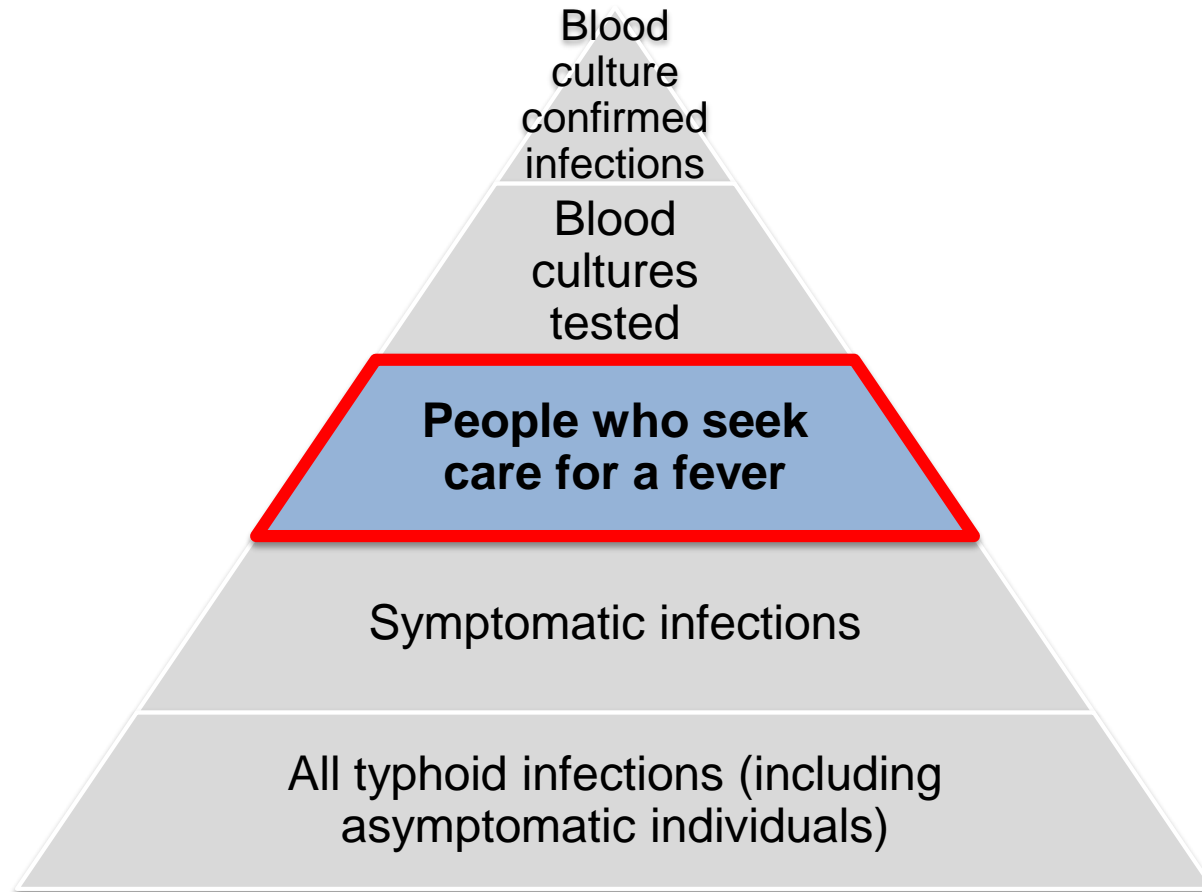 Blood
culture
confirmed
infections
Blood
cultures
tested
People who seek
care for a fever
Symptomatic infections
All typhoid infections (including
asymptomatic individuals)